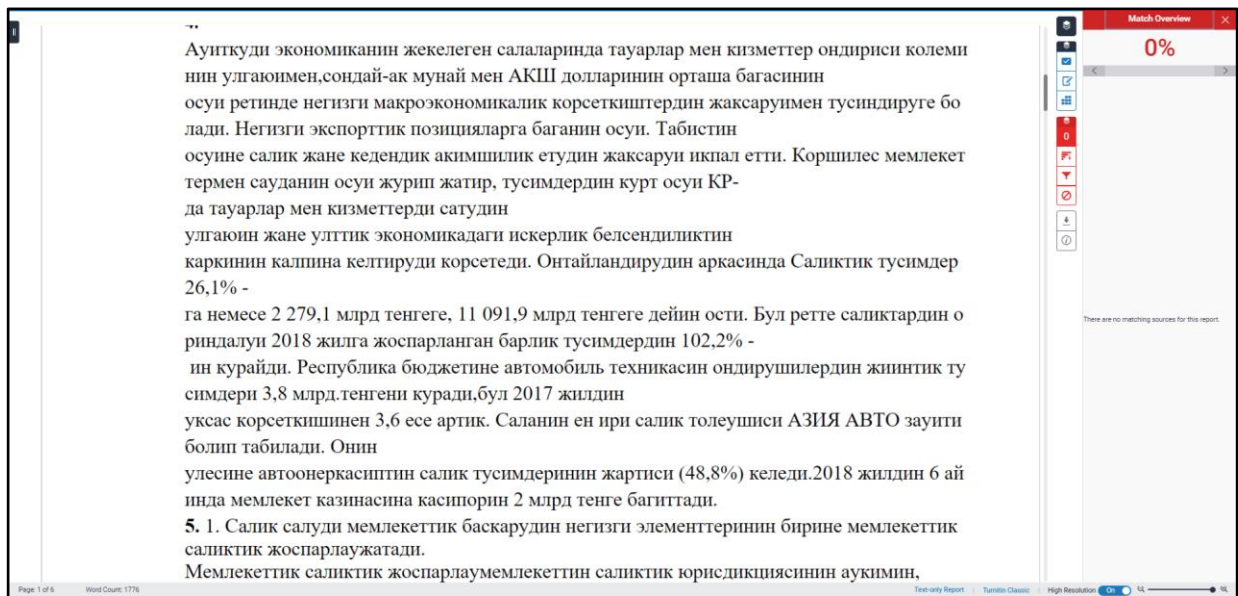 4.
Ауиткуди экономиканин жекелеген салаларинда тауарлар мен кизметтер ондириси колеми
нин улгаюимен,сондай-ак мунай мен АКШ долларинин орташа багасинин
осуи ретинде негизги макроэкономикалик корсеткиштердин жаксаруимен тусиндируге бо
лади. Негизги экспорттик позицияларга баганин осуи. Табистин
осуине салик жане кедендик акимшилик етудин жаксаруи икпал етти. Коршилес мемлекет
термен сауданин осуи журип жатир, тусимдердин курт осуи КР-
да тауарлар мен кизметтерди сатудин
улгаюин жане улттик экономикадаги искерлик белсендиликтин
каркинин калпина келтируди корсетеди. Онтайландирудин аркасинда Саликтик тусимдер
26,1% -
га немесе 2 279,1 млрд тенгеге, 11 091,9 млрд тенгеге дейин ости. Бул ретте саликтардин о
риндалуи 2018 жилга жоспарланган барлик тусимдердин 102,2% -
ин курайди. Республика бюджетине автомобиль техникасин ондирушилердин жиинтик ту
симдери 3,8 млрд.тенгени куради,бул 2017 жилдин
уксас корсеткишинен 3,6 есе артик. Саланин ен ири салик толеушиси АЗИЯ АВТО зауити
болип табилади. Онин
улесине автоонеркасиптин салик тусимдеринин жартиси (48,8%) келеди.2018 жилдин 6 ай
инда мемлекет казинасина касипорин 2 млрд тенге багиттади.
5. 1. Салик салуди мемлекеттик баскарудин негизги элементтеринин бирине мемлекеттик
саликтик жоспарлаужатади.
Мемлекеттик саликтик жоспарлаумемлекеттин саликтик юрисдикциясинин аукимин,
Match Overview
0%
0
There are no matching sources for this report.
Page: 1 of 6 Word Count: 1776 Text-only Report Turnitin Classic High Resolution On